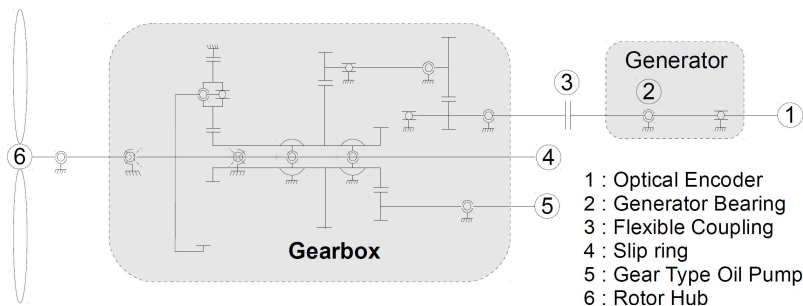 Generator
3
2
1
6
4
5
Gearbox
1 : Optical Encoder
2 : Generator Bearing
3 : Flexible Coupling
4 : Slip ring
5 : Gear Type Oil Pump
6 : Rotor Hub